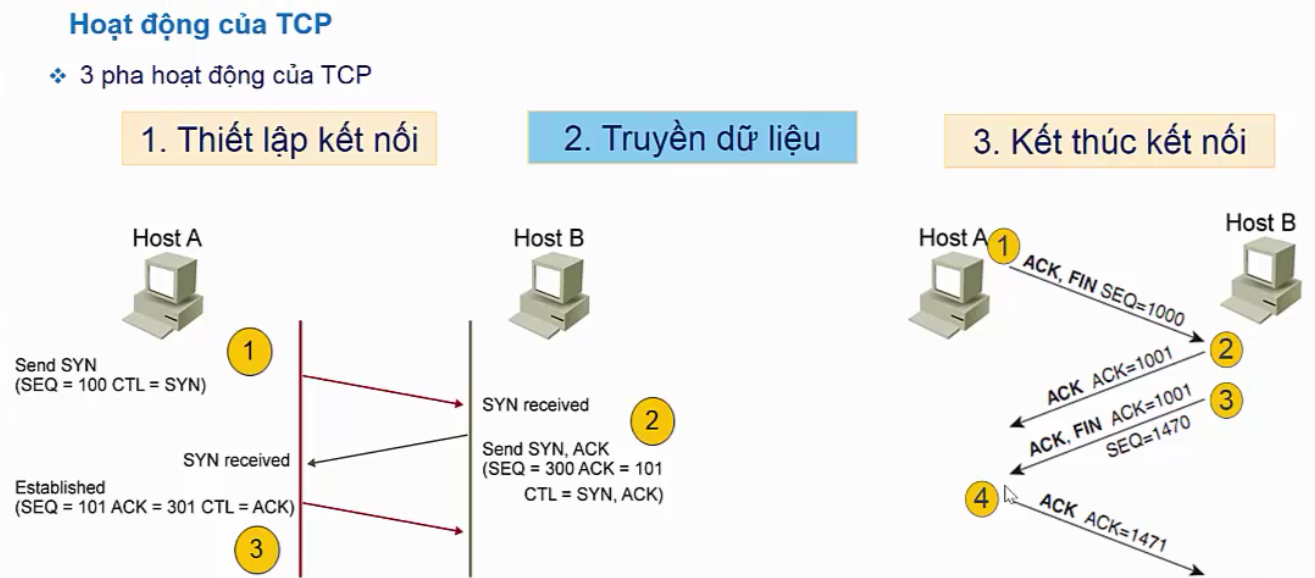 Hoạt động của TCP
❖ 3 pha hoạt động của TCP
1. Thiết lập kết nối
2. Truyền dữ liệu
3. Kết thúc kết nối
Host A
Host B
1
Send SYN
(SEQ = 100 CTL = SYN)
SYN received
2
Send SYN, ACK
(SEQ = 300 ACK = 101
CTL = SYN, ACK)
SYN received
Established
(SEQ = 101 ACK = 301 CTL = ACK)
3
Host A
Host B
1
ACK, FIN SEQ=1000
2
ACK ACK=1001
3
ACK, FIN ACK=1001
SEQ=1470
4
ACK ACK=1471